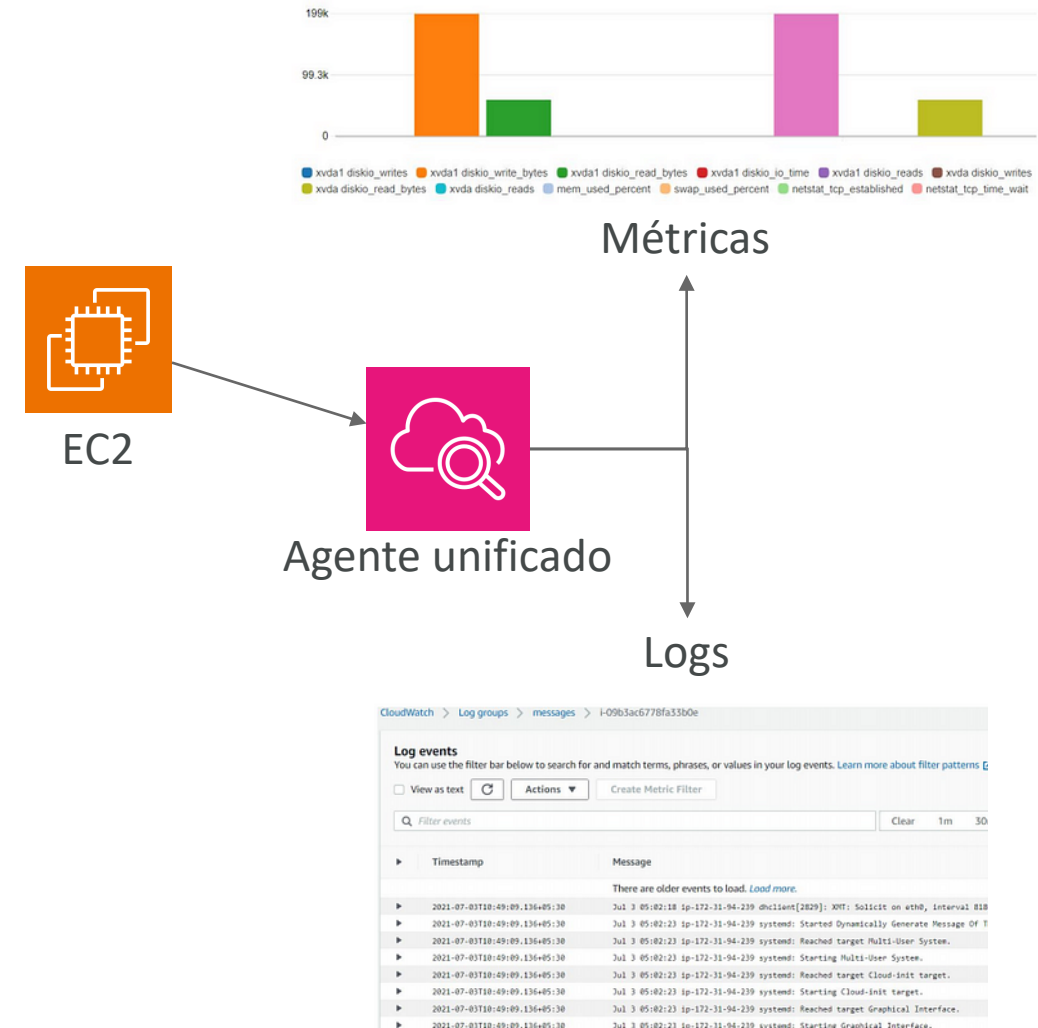 199k
99.3k
0
xvda1 diskio_writes xvda1 diskio_write_bytes xvda1 diskio_read_bytes xvda1 diskio_io_time xvda1 diskio_reads xvda diskio_writes
xvda diskio_read_bytes xvda diskio_reads mem_used_percent swap_used_percent netstat_tcp_established netstat_tcp_time_wait
Métricas
EC2
Agente unificado
Logs
CloudWatch > Log groups > messages > i-09b3ac6778fa33b0e
Log events
You can use the filter bar below to search for and match terms, phrases, or values in your log events. Learn more about filter patterns
View as text Actions ▼ Create Metric Filter
Filter events Clear 1m 30
Timestamp Message
There are older events to load. Load more.
2021-07-03T10:49:09.136+05:30 Jul 3 05:02:18 ip-172-31-94-239 dhclient[2829]: XMT: Solicit on eth0, interval 818
2021-07-03T10:49:09.136+05:30 Jul 3 05:02:23 ip-172-31-94-239 systemd: Started Dynamically Generate Message Of T
2021-07-03T10:49:09.136+05:30 Jul 3 05:02:23 ip-172-31-94-239 systemd: Reached target Multi-User System.
2021-07-03T10:49:09.136+05:30 Jul 3 05:02:23 ip-172-31-94-239 systemd: Starting Multi-User System.
2021-07-03T10:49:09.136+05:30 Jul 3 05:02:23 ip-172-31-94-239 systemd: Reached target Cloud-init target.
2021-07-03T10:49:09.136+05:30 Jul 3 05:02:23 ip-172-31-94-239 systemd: Starting Cloud-init target.
2021-07-03T10:49:09.136+05:30 Jul 3 05:02:23 ip-172-31-94-239 systemd: Reached target Graphical Interface.
2021-07-03T10:49:09.136+05:30 Jul 3 05:02:23 ip-172-31-94-239 systemd: Starting Graphical Interface.